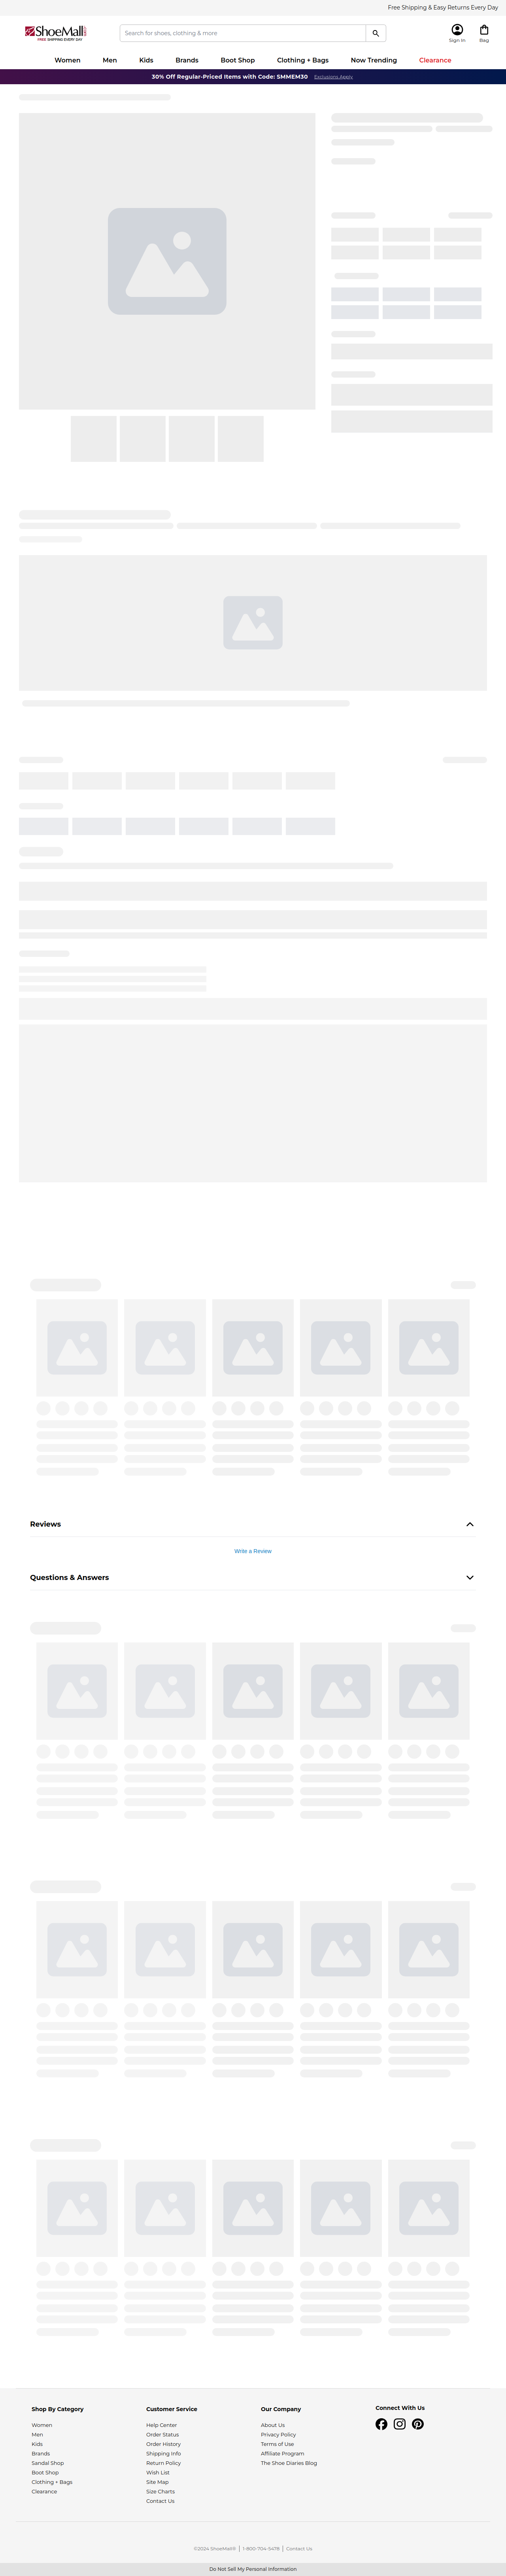 Free Shipping & Easy Returns Every Day
ShoeMall
FREE SHIPPING EVERY DAY
Search for shoes, clothing & more
Sign In
Bag
Women Men Kids Brands Boot Shop Clothing + Bags Now Trending Clearance
30% Off Regular-Priced Items with Code: SMMEM30 Exclusions Apply
Reviews
Write a Review
Questions & Answers
Shop By Category
Women
Men
Kids
Brands
Sandal Shop
Boot Shop
Clothing + Bags
Clearance
Customer Service
Help Center
Order Status
Order History
Shipping Info
Return Policy
Wish List
Site Map
Size Charts
Contact Us
Our Company
About Us
Privacy Policy
Terms of Use
Affiliate Program
The Shoe Diaries Blog
Connect With Us
©2024 ShoeMall® | 1-800-704-5478 | Contact Us
Do Not Sell My Personal Information